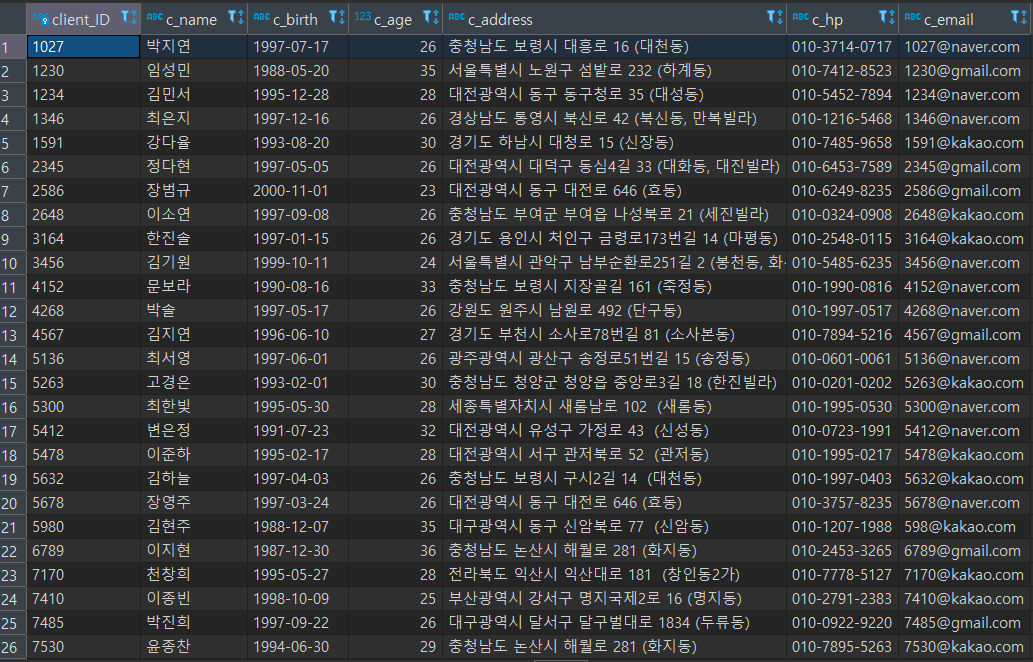 ABC client_ID ABC c_name ABC c_birth 123 c_age ABC c_address ABC c_hp ABC c_email
1 1027 박지연 1997-07-17 26 충청남도 보령시 대흥로 16 (대천동) 010-3714-0717 1027@naver.com
2 1230 임성민 1988-05-20 35 서울특별시 노원구 섬밭로 232 (하계동) 010-7412-8523 1230@gmail.com
3 1234 김민서 1995-12-28 28 대전광역시 동구 동구청로 35 (대성동) 010-5452-7894 1234@naver.com
4 1346 최은지 1997-12-16 26 경상남도 통영시 북신로 42 (북신동, 만복빌라) 010-1216-5468 1346@naver.com
5 1591 강다율 1993-08-20 30 경기도 하남시 대청로 15 (신장동) 010-7485-9658 1591@kakao.com
6 2345 정다현 1997-05-05 26 대전광역시 대덕구 동심4길 33 (대화동, 대진빌라) 010-6453-7589 2345@gmail.com
7 2586 장범규 2000-11-01 23 대전광역시 동구 대전로 646 (효동) 010-6249-8235 2586@gmail.com
8 2648 이소연 1997-09-08 26 충청남도 부여군 부여읍 나성북로 21 (세진빌라) 010-0324-0908 2648@kakao.com
9 3164 한진솔 1997-01-15 26 경기도 용인시 처인구 금령로173번길 14 (마평동) 010-2548-0115 3164@kakao.com
10 3456 김기원 1999-10-11 24 서울특별시 관악구 남부순환로251길 2 (봉천동, 010-5485-6235 3456@naver.com
11 4152 문보라 1990-08-16 33 충청남도 보령시 지장골길 161 (죽정동) 010-1990-0816 4152@naver.com
12 4268 박솔 1997-05-17 26 강원도 원주시 남원로 492 (단구동) 010-1997-0517 4268@naver.com
13 4567 김지연 1996-06-10 27 경기도 부천시 소사로78번길 81 (소사본동) 010-7894-5216 4567@gmail.com
14 5136 최서영 1997-06-01 26 광주광역시 광산구 송정로51번길 15 (송정동) 010-0601-0061 5136@naver.com
15 5263 고경은 1993-02-01 30 충청남도 청양군 청양읍 중앙로3길 18 (한진빌라) 010-0201-0202 5263@kakao.com
16 5300 최한빛 1995-05-30 28 세종특별자치시 새롬남로 102 (새롬동) 010-1995-0530 5300@naver.com
17 5412 변은정 1991-07-23 32 대전광역시 유성구 가정로 43 (신성동) 010-0723-1991 5412@naver.com
18 5478 이준하 1995-02-17 28 대전광역시 서구 관저북로 52 (관저동) 010-1995-0217 5478@kakao.com
19 5632 김하늘 1997-04-03 26 충청남도 보령시 구시2길 14 (대천동) 010-1997-0403 5632@kakao.com
20 5678 장영주 1997-03-24 26 대전광역시 동구 대전로 646 (효동) 010-3757-8235 5678@naver.com
21 5980 김현주 1988-12-07 35 대구광역시 동구 신암북로 77 (신암동) 010-1207-1988 598@kakao.com
22 6789 이지현 1987-12-30 36 충청남도 논산시 해월로 281 (화지동) 010-2453-3265 6789@gmail.com
23 7170 천창희 1995-05-27 28 전라북도 익산시 익산대로 181 (창인동2가) 010-7778-5127 7170@kakao.com
24 7410 이종빈 1998-10-09 25 부산광역시 강서구 명지국제2로 16 (명지동) 010-2791-2383 7410@kakao.com
25 7485 박진희 1997-09-22 26 대구광역시 달서구 달구벌대로 1834 (두류동) 010-0922-9220 7485@gmail.com
26 7530 윤종찬 1994-06-30 29 충청남도 논산시 해월로 281 (화지동) 010-7895-5263 7530@kakao.com